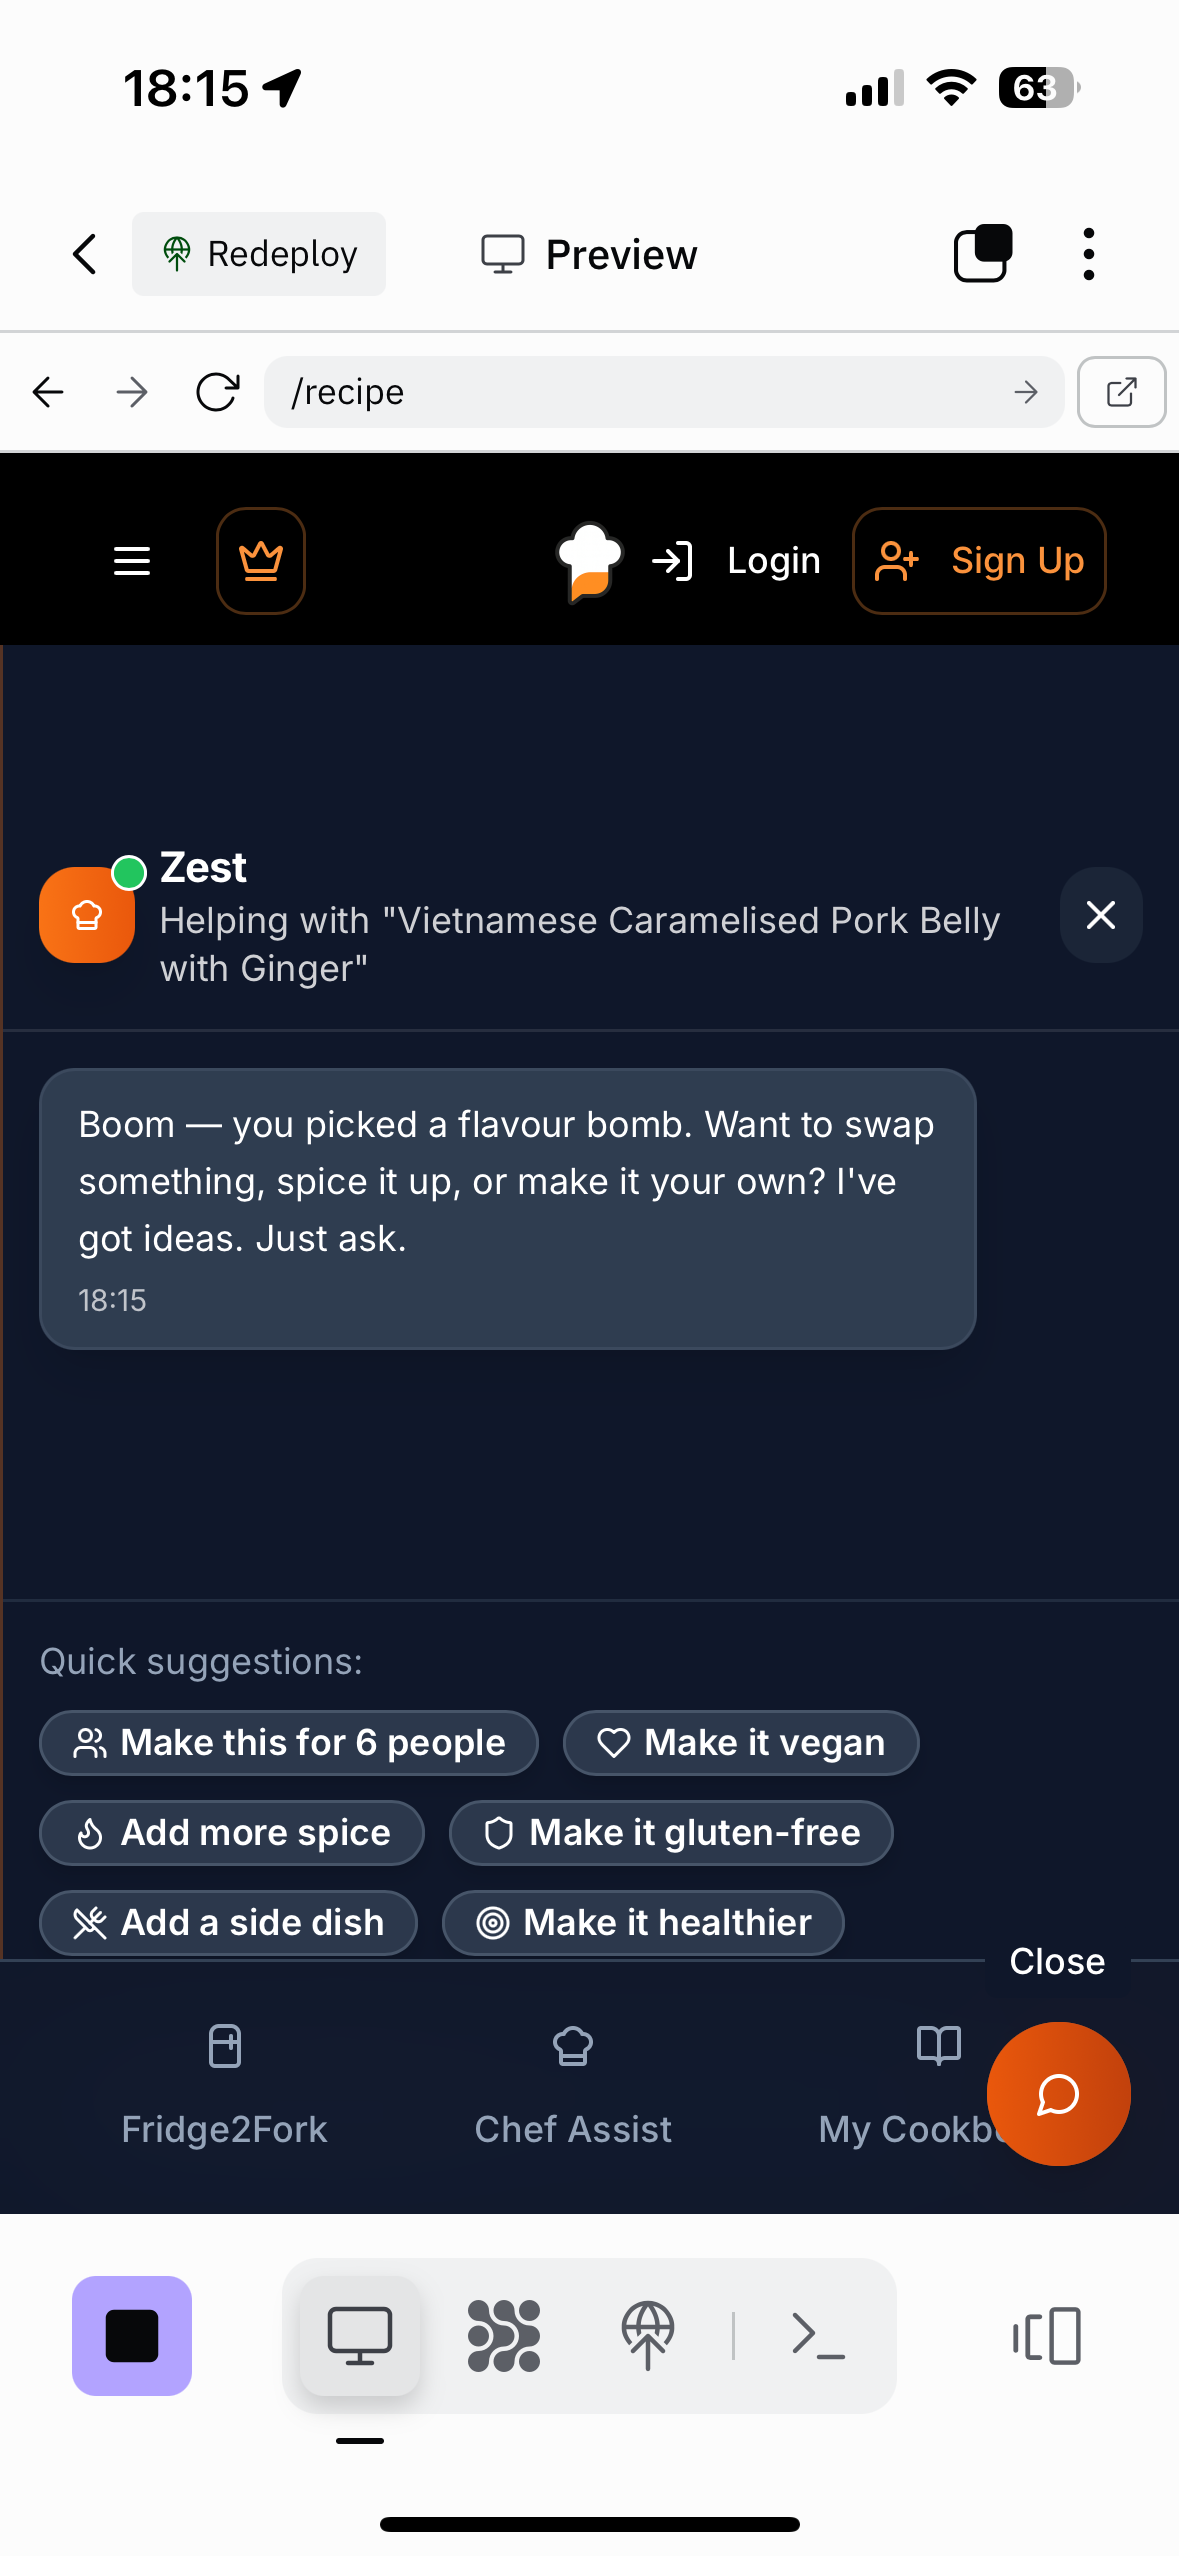 18:15
63
Redeploy
Preview
/recipe
Login
Sign Up
Zest
Helping with "Vietnamese Caramelised Pork Belly
with Ginger"
Boom — you picked a flavour bomb. Want to swap
something, spice it up, or make it your own? I've
got ideas. Just ask.
18:15
Quick suggestions:
Make this for 6 people
Make it vegan
Add more spice
Make it gluten-free
Add a side dish
Make it healthier
Close
Fridge2Fork
Chef Assist
My Cookb